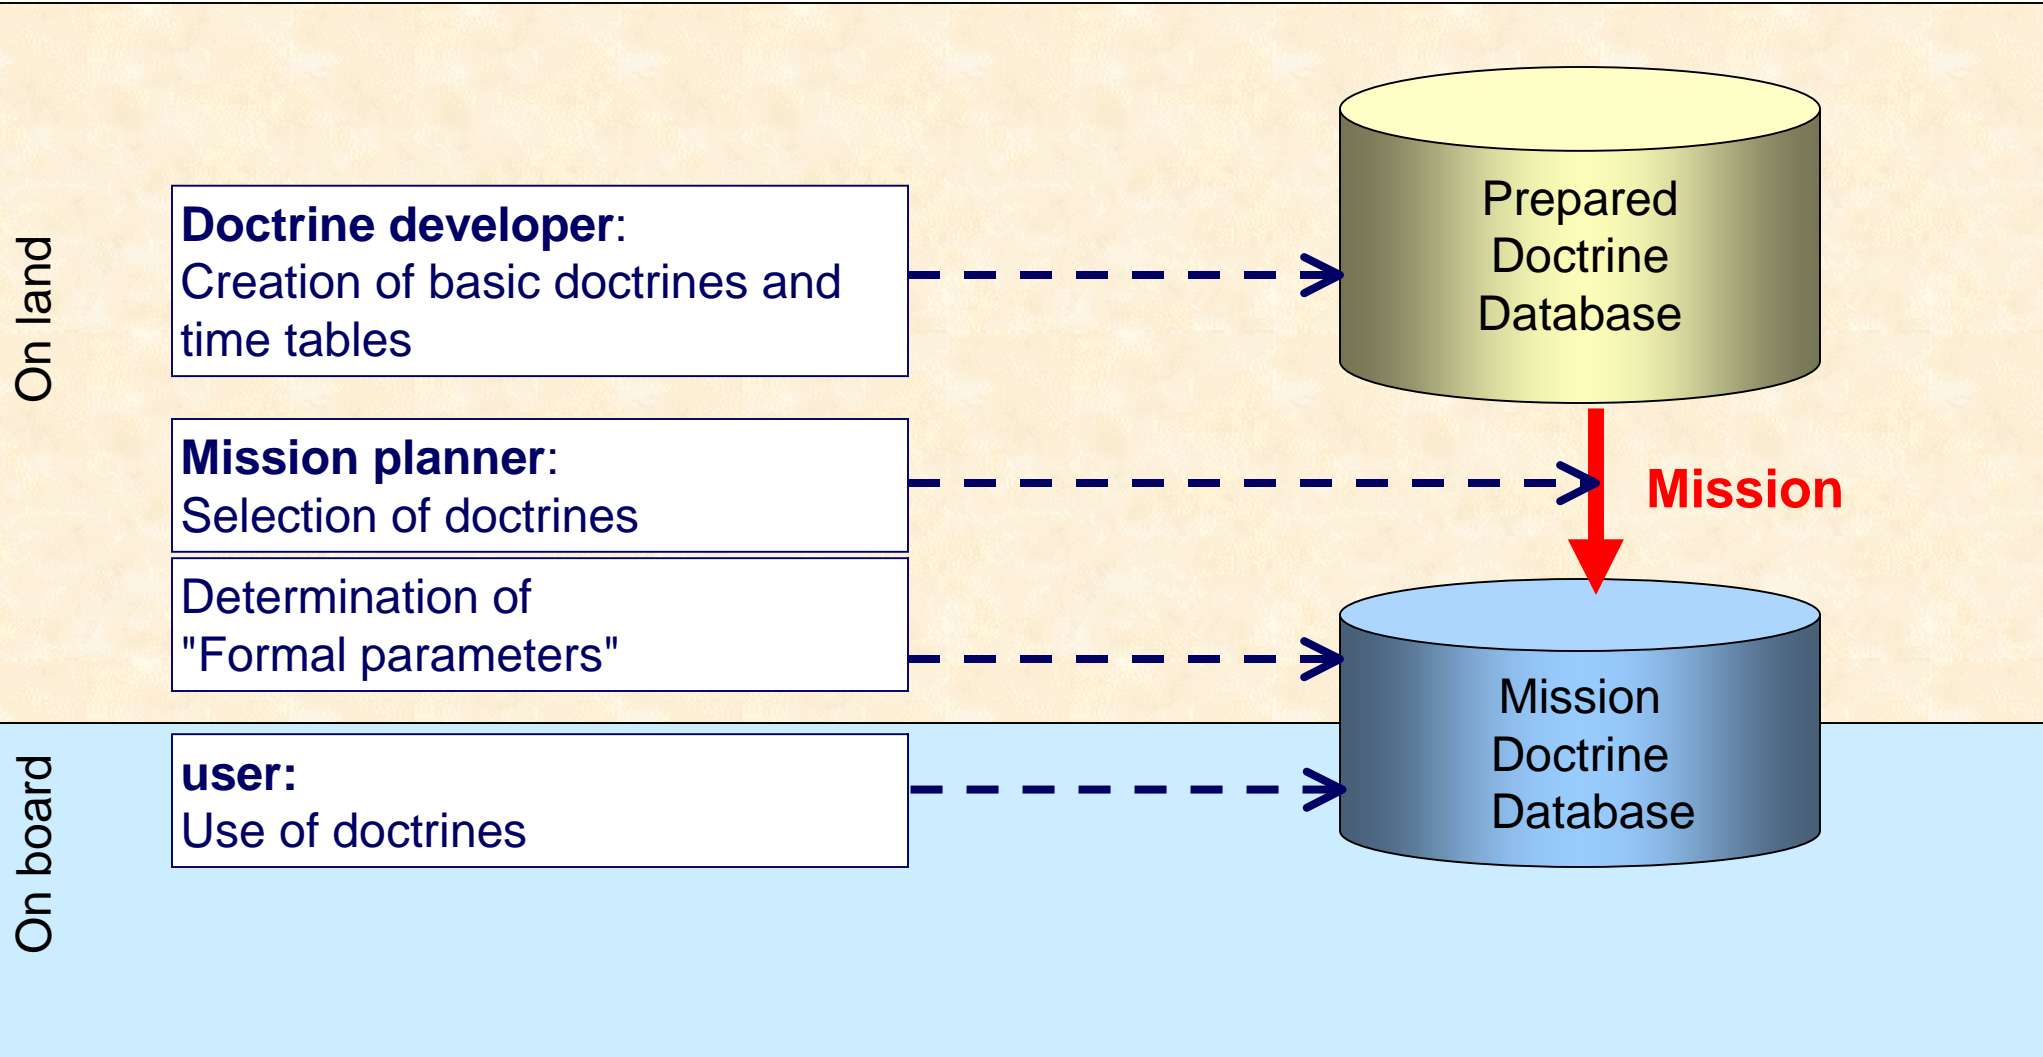 On land
Doctrine developer:
Creation of basic doctrines and
time tables
Prepared
Doctrine
Database
Mission planner:
Selection of doctrines
Mission
Determination of
"Formal parameters"
On board
user:
Use of doctrines
Mission
Doctrine
Database